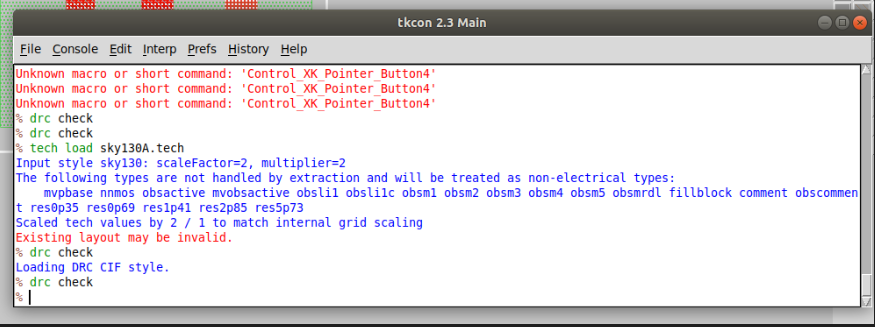 tkcon 2.3 Main
File Console Edit Interp Prefs History Help
Unknown macro or short command: 'Control_XK_Pointer_Button4'
Unknown macro or short command: 'Control_XK_Pointer_Button4'
Unknown macro or short command: 'Control_XK_Pointer_Button4'
% drc check
% drc check
% tech load sky130A.tech
Input style sky130: scaleFactor=2, multiplier=2
The following types are not handled by extraction and will be treated as non-electrical types:
    mvpbase nnmos obsactive mvobsactive obsli1 obsli1c obsm1 obsm2 obsm3 obsm4 obsm5 obsmrdl fillblock comment obscommen
t res0p35 res0p69 res1p41 res2p85 res5p73
Scaled tech values by 2 / 1 to match internal grid scaling
Existing layout may be invalid.
% drc check
Loading DRC CIF style.
% drc check
%